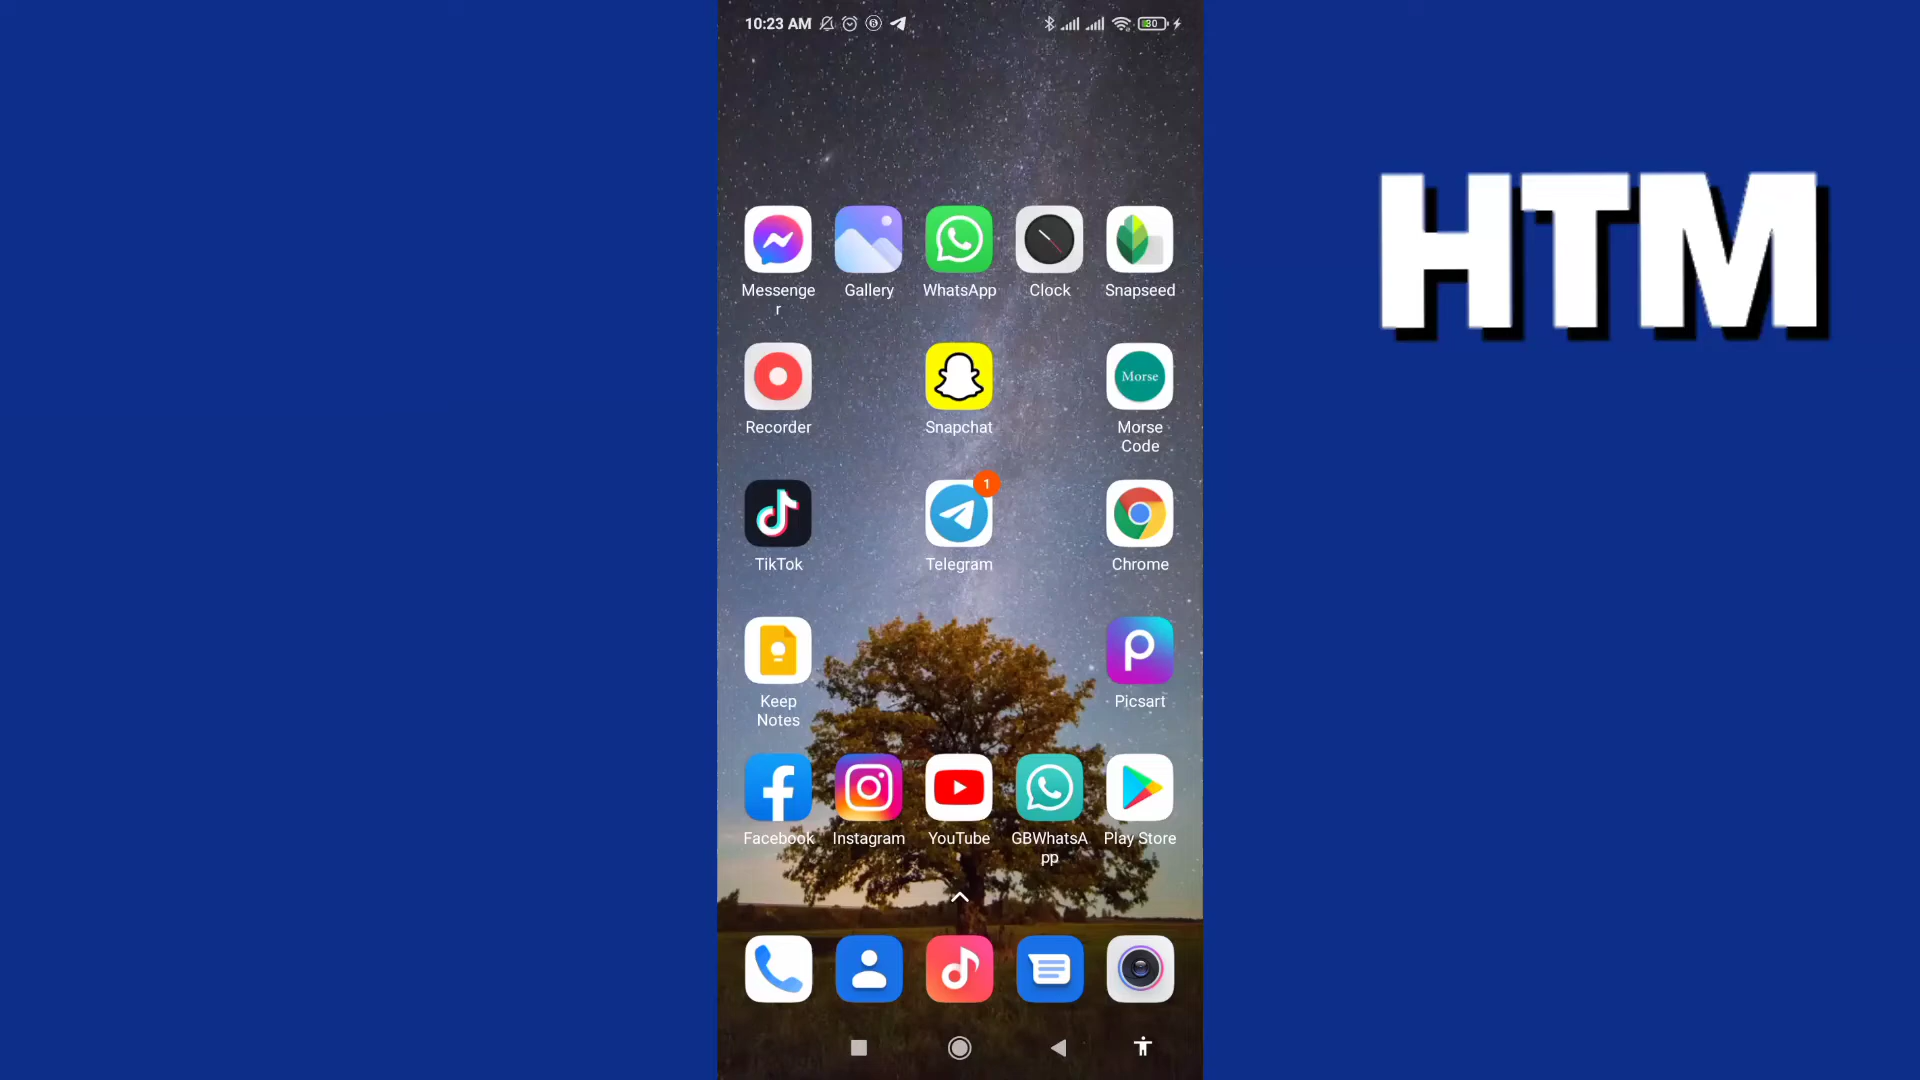 10:23 AM
30
HTM
Messenge
r
Gallery
WhatsApp
Clock
Snapseed
Recorder
Snapchat
Morse
Morse
Code
1
TikTok
Telegram
Chrome
Keep
Notes
Picsart
Facebook
Instagram
YouTube
GBWhatsA
pp
Play Store